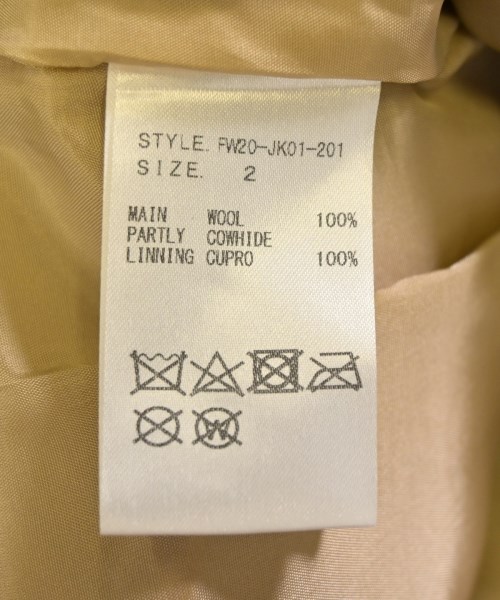 STYLE. FW20-JK01-201
SIZE. 2
MAIN WOOL 100%
PARTLY COWHIDE
LINNING CUPRO 100%
W